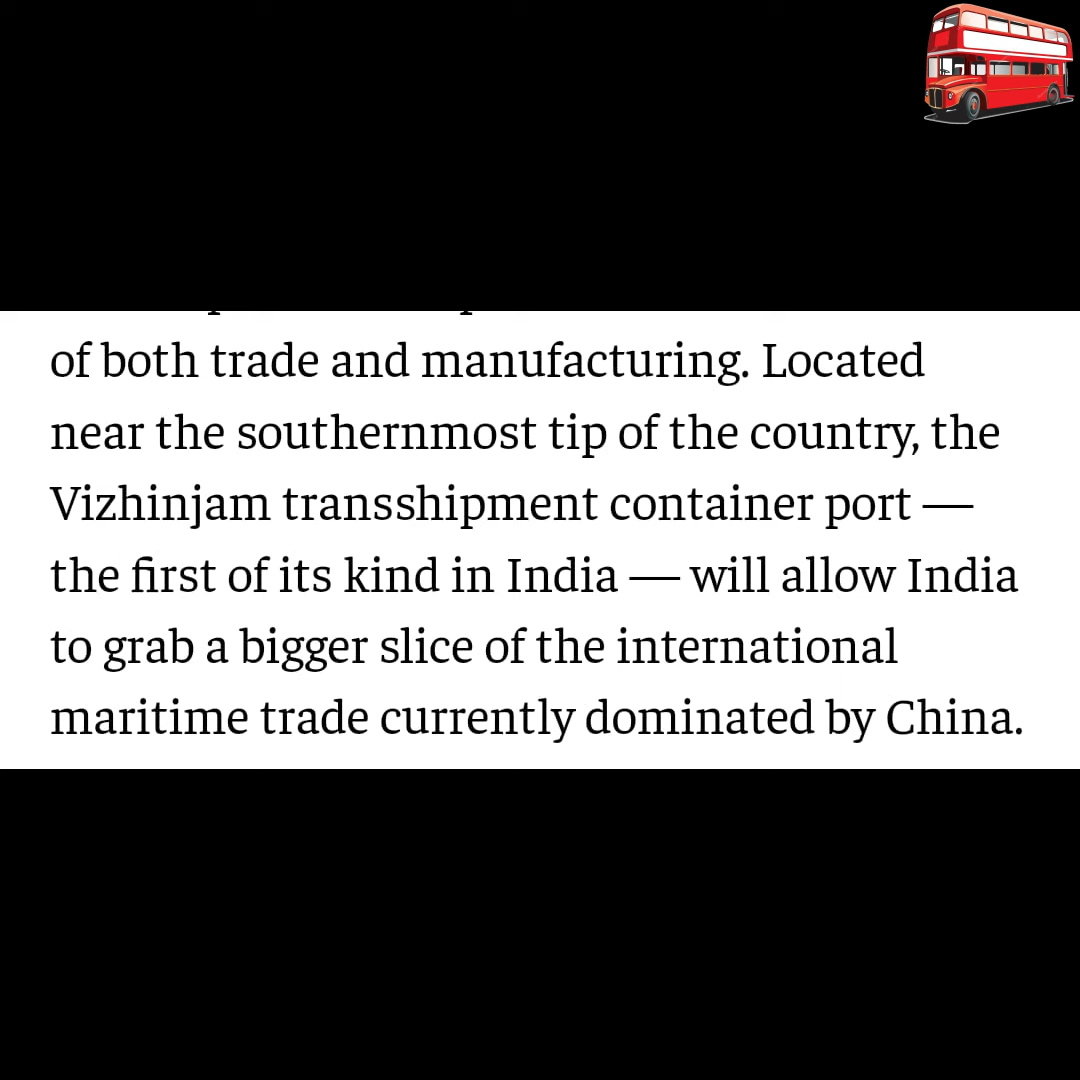 of both trade and manufacturing. Located
near the southernmost tip of the country, the
Vizhinjam transshipment container port —
the first of its kind in India — will allow India
to grab a bigger slice of the international
maritime trade currently dominated by China.